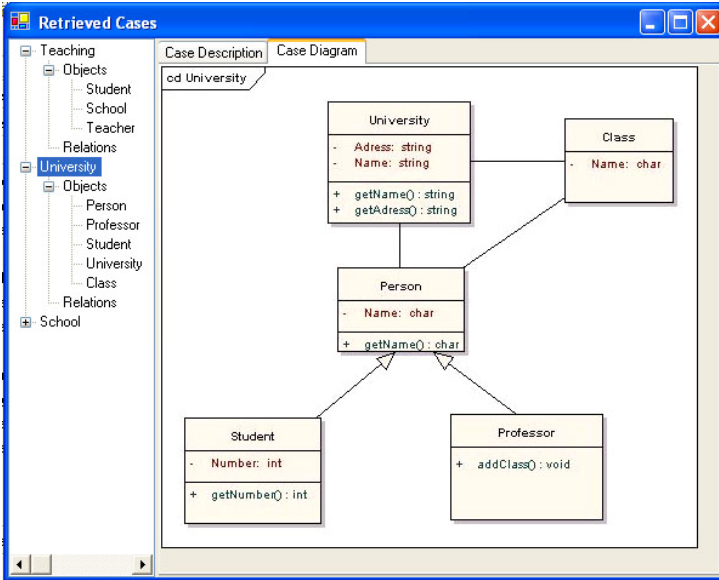 Retrieved Cases
Teaching
Objects
Student
School
Teacher
Relations
University
Objects
Person
Professor
Student
University
Class
Relations
School
Case Description
Case Diagram
cd University
University
- Adress: string
- Name: string
+ getName() : string
+ getAdress() : string
Class
- Name: char
Person
- Name: char
+ getName() : char
Student
- Number: int
+ getNumber() : int
Professor
+ addClass() : void